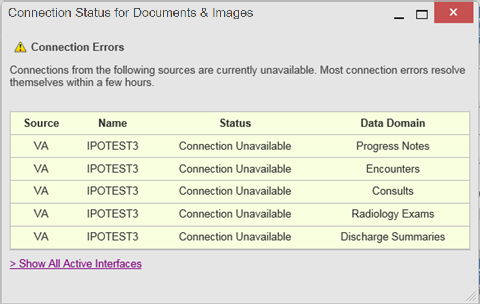 Connection Status for Documents & Images
Connection Errors
Connections from the following sources are currently unavailable. Most connection errors resolve
themselves within a few hours.
Source Name Status Data Domain
VA IPOTEST3 Connection Unavailable Progress Notes
VA IPOTEST3 Connection Unavailable Encounters
VA IPOTEST3 Connection Unavailable Consults
VA IPOTEST3 Connection Unavailable Radiology Exams
VA IPOTEST3 Connection Unavailable Discharge Summaries
> Show All Active Interfaces